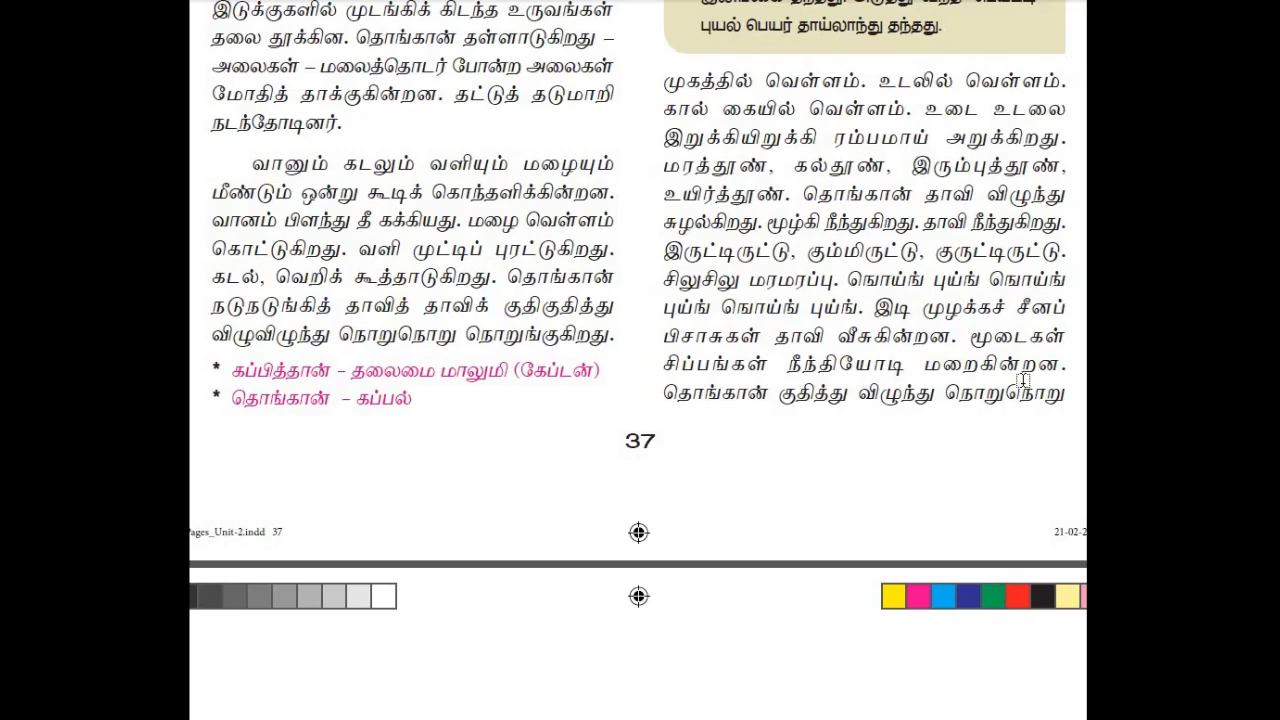 இடுக்குகளில் முடங்கிக் கிடந்த உருவங்கள்
தலை தூக்கின. தொங்கான் தள்ளாடுகிறது –
அலைகள் – மலைத்தொடர் போன்ற அலைகள்
மோதித் தாக்குகின்றன. தட்டுத் தடுமாறி
நடந்தோடினர்.
வானும் கடலும் வளியும் மழையும்
மீண்டும் ஒன்று கூடிக் கொந்தளிக்கின்றன.
வானம் பிளந்து தீ கக்கியது. மழை வெள்ளம்
கொட்டுகிறது. வளி முட்டிப் புரட்டுகிறது.
கடல், வெறிக் கூத்தாடுகிறது. தொங்கான்
நடுநடுங்கித் தாவித் தாவிக் குதிகுதித்து
விழுவிழுந்து நொறுநொறு நொறுங்குகிறது.
* கப்பித்தான் – தலைமை மாலுமி (கேப்டன்)
* தொங்கான் – கப்பல்
புயல் பெயர் தாய்லாந்து தந்தது.
முகத்தில் வெள்ளம். உடலில் வெள்ளம்.
கால் கையில் வெள்ளம். உடை உடலை
இறுக்கியிறுக்கி ரம்பமாய் அறுக்கிறது.
மரத்தூண், கல்தூண், இரும்புத்தூண்,
உயிர்த்தூண். தொங்கான் தாவி விழுந்து
சுழல்கிறது. மூழ்கி நீந்துகிறது. தாவி நீந்துகிறது.
இருட்டிருட்டு, கும்மிருட்டு, குருட்டிருட்டு.
சிலுசிலு மரமரப்பு. நொய்ங் புய்ங் நொய்ங்
புய்ங் நொய்ங் புய்ங். இடி முழக்கச் சீனப்
பிசாசுகள் தாவி வீசுகின்றன. மூடைகள்
சிப்பங்கள் நீந்தியோடி மறைகின்றன.
தொங்கான் குதித்து விழுந்து நொறுநொறு
37
ages_Unit-2.indd 37
21-02-2